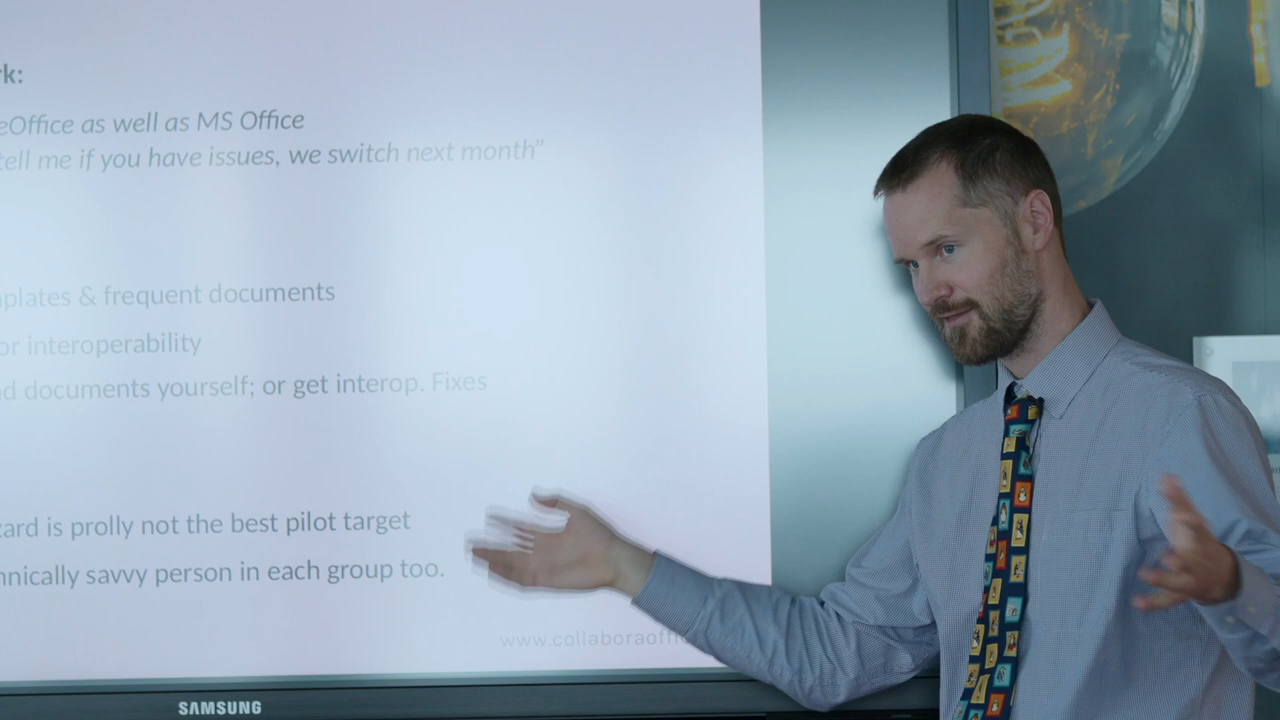 rk:
eOffice as well as MS Office
tell me if you have issues, we switch next month”
plates & frequent documents
or interoperability
d documents yourself; or get interop. Fixes
zard is prolly not the best pilot target
hnically savvy person in each group too.
www.collaboraoffic
SAMSUNG